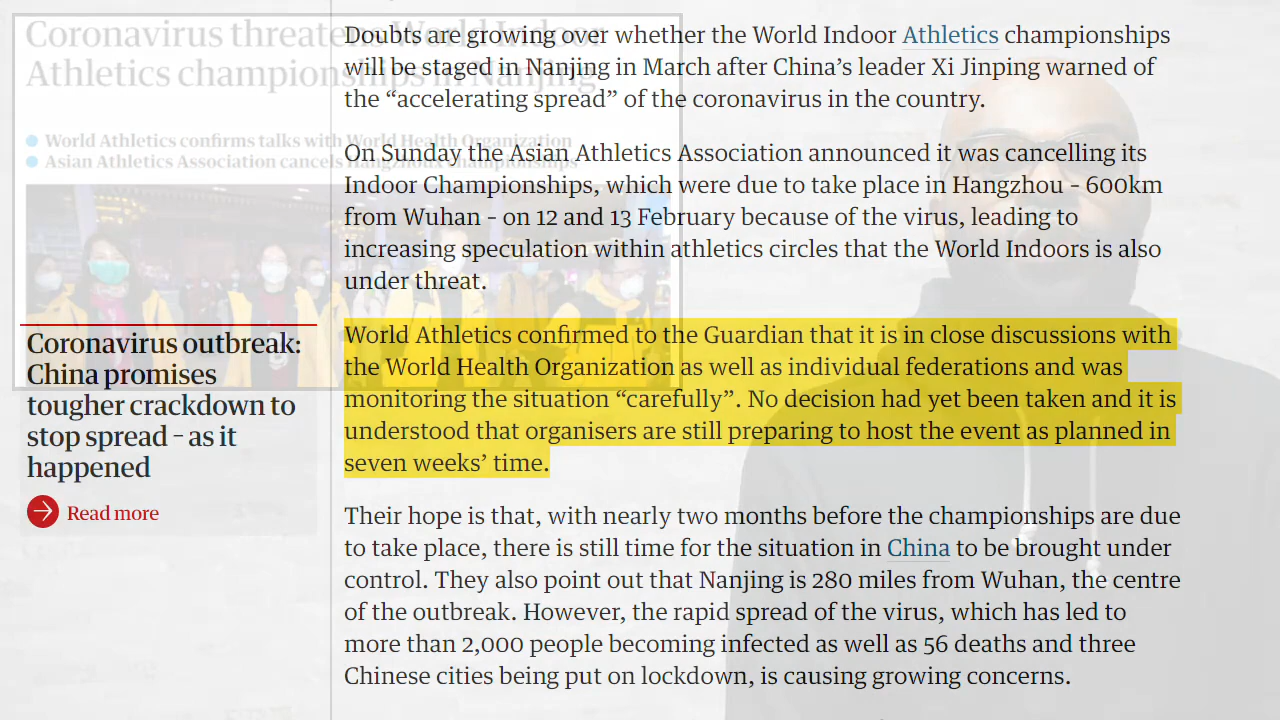 Coronavirus threatens World Indoor
Athletics championships in Nanjing
World Athletics confirms talks with World Health Organization
Asian Athletics Association cancels Hangzhou championships
Coronavirus outbreak:
China promises
tougher crackdown to
stop spread – as it
happened
Read more
Doubts are growing over whether the World Indoor Athletics championships
will be staged in Nanjing in March after China’s leader Xi Jinping warned of
the “accelerating spread” of the coronavirus in the country.
On Sunday the Asian Athletics Association announced it was cancelling its
Indoor Championships, which were due to take place in Hangzhou – 600km
from Wuhan – on 12 and 13 February because of the virus, leading to
increasing speculation within athletics circles that the World Indoors is also
under threat.
World Athletics confirmed to the Guardian that it is in close discussions with
the World Health Organization as well as individual federations and was
monitoring the situation “carefully”. No decision had yet been taken and it is
understood that organisers are still preparing to host the event as planned in
seven weeks’ time.
Their hope is that, with nearly two months before the championships are due
to take place, there is still time for the situation in China to be brought under
control. They also point out that Nanjing is 280 miles from Wuhan, the centre
of the outbreak. However, the rapid spread of the virus, which has led to
more than 2,000 people becoming infected as well as 56 deaths and three
Chinese cities being put on lockdown, is causing growing concerns.